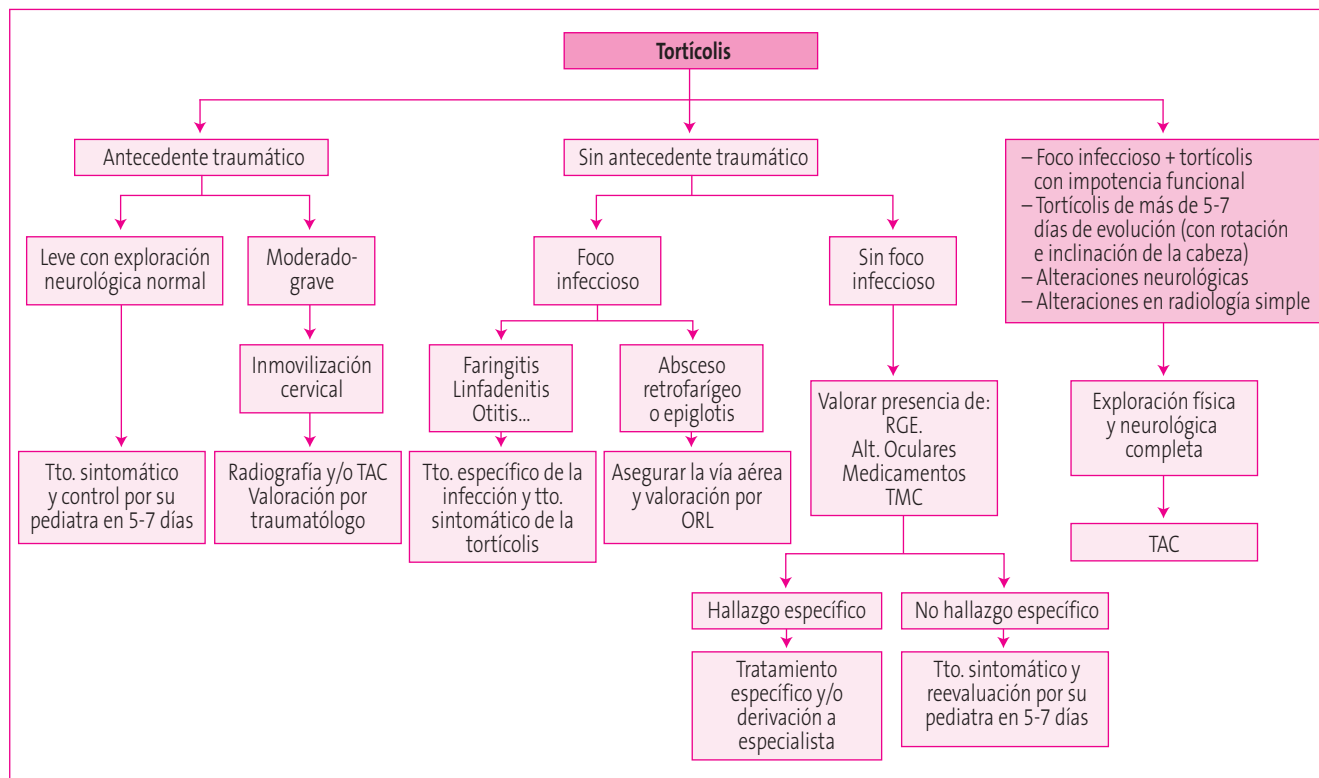 Tortícolis
Antecedente traumático
Sin antecedente traumático
– Foco infeccioso + tortícolis
con impotencia funcional
– Tortícolis de más de 5-7
días de evolución (con rotación
e inclinación de la cabeza)
– Alteraciones neurológicas
– Alteraciones en radiología simple
Leve con exploración
neurológica normal
Moderado-
grave
Foco
infeccioso
Sin foco
infeccioso
Inmovilización
cervical
Faringitis
Linfadenitis
Otitis...
Absceso
retrofarígeo
o epiglotis
Valorar presencia de:
RGE.
Alt. Oculares
Medicamentos
TMC
Exploración física
y neurológica
completa
Tto. sintomático
y control por su
pediatra en 5-7 días
Radiografía y/o TAC
Valoración por
traumatólogo
Tto. específico de la
infección y tto.
sintomático de la
tortícolis
Asegurar la vía aérea
y valoración por
ORL
TAC
Hallazgo específico
No hallazgo específico
Tratamiento
específico y/o
derivación a
especialista
Tto. sintomático y
reevaluación por su
pediatra en 5-7 días